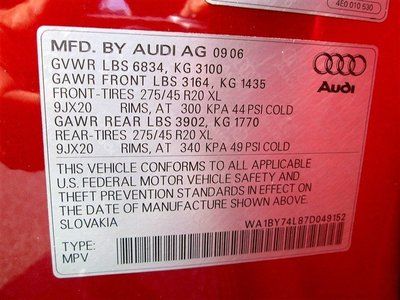 4E0 010 530
MFD. BY AUDI AG 09 06
GVWR LBS 6834, KG 3100
GAWR FRONT LBS 3164, KG 1435
FRONT-TIRES 275/45 R20 XL
9JX20 RIMS, AT 300 KPA 44 PSI COLD
GAWR REAR LBS 3902, KG 1770
REAR-TIRES 275/45 R20 XL
9JX20 RIMS, AT 340 KPA 49 PSI COLD
Audi
THIS VEHICLE CONFORMS TO ALL APPLICABLE
U.S. FEDERAL MOTOR VEHICLE SAFETY AND
THEFT PREVENTION STANDARDS IN EFFECT ON
THE DATE OF MANUFACTURE SHOWN ABOVE.
SLOVAKIA WA1BY74L87D049152
TYPE:
MPV